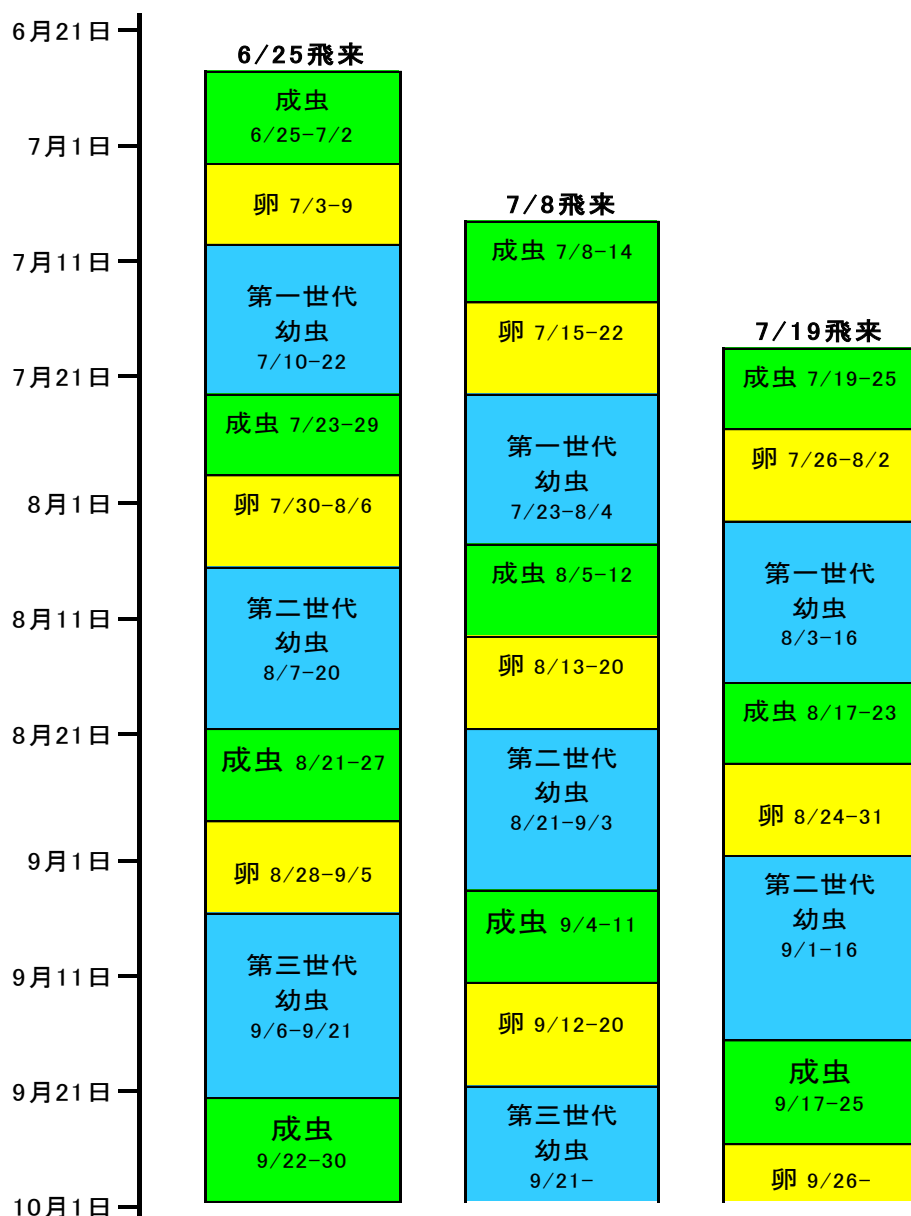 6月21日
7月1日
7月11日
7月21日
8月1日
8月11日
8月21日
9月1日
9月11日
9月21日
10月1日
6/25飛来
成虫
6/25-7/2
卵 7/3-9
第一世代
幼虫
7/10-22
成虫 7/23-29
卵 7/30-8/6
第二世代
幼虫
8/7-20
成虫 8/21-27
卵 8/28-9/5
第三世代
幼虫
9/6-9/21
成虫
9/22-30
7/8飛来
成虫 7/8-14
卵 7/15-22
第一世代
幼虫
7/23-8/4
成虫 8/5-12
卵 8/13-20
第二世代
幼虫
8/21-9/3
成虫 9/4-11
卵 9/12-20
第三世代
幼虫
9/21-
7/19飛来
成虫 7/19-25
卵 7/26-8/2
第一世代
幼虫
8/3-16
成虫 8/17-23
卵 8/24-31
第二世代
幼虫
9/1-16
成虫
9/17-25
卵 9/26-